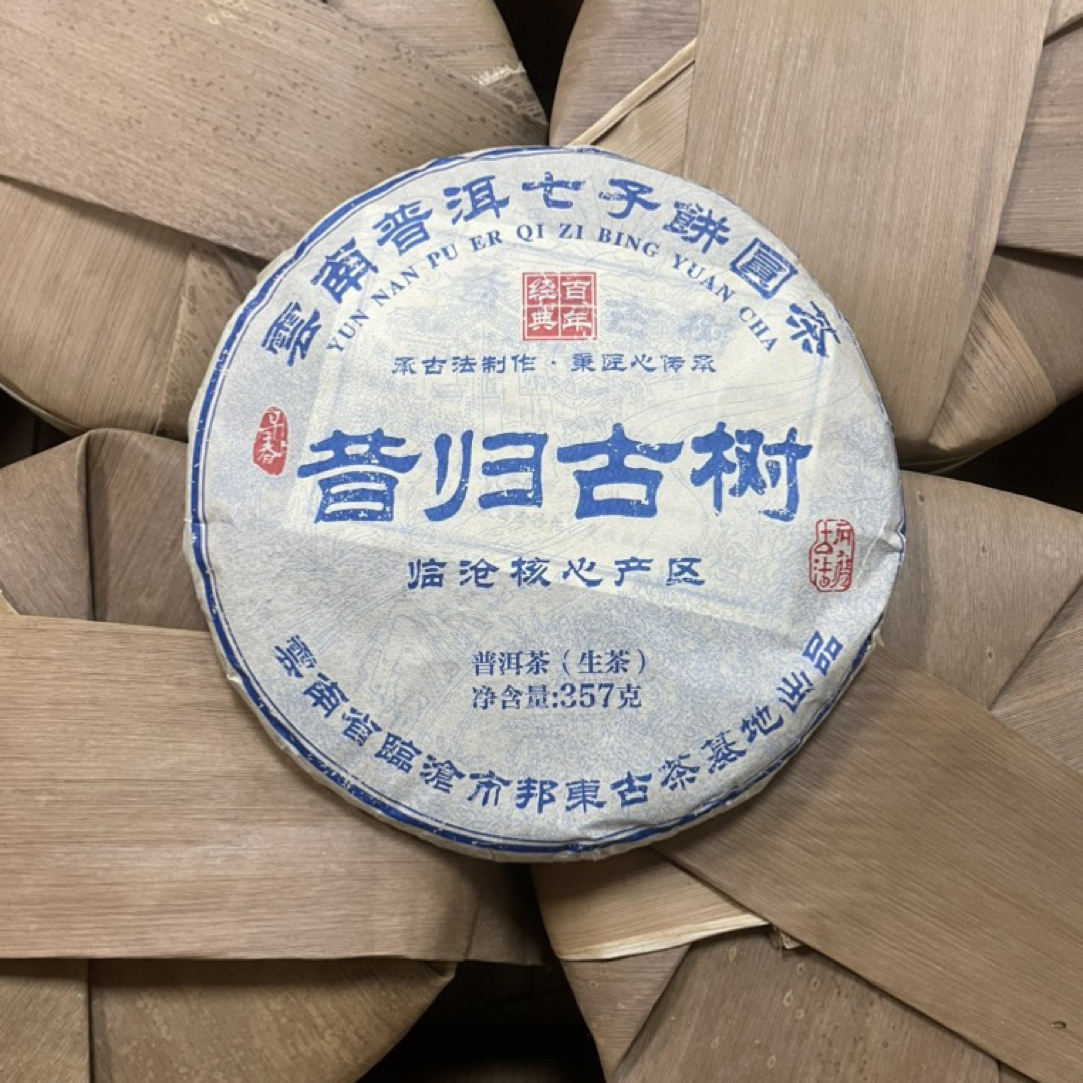 雲南普洱七子餅圓茶
YUN NAN PU ER QI ZI BING YUAN CHA
百年
经典
承古法制作·秉匠心传承
早春
昔归古树
临沧核心产区
普洱茶（生茶）
净含量:357克
雲南省臨滄市邦東古茶基地出品